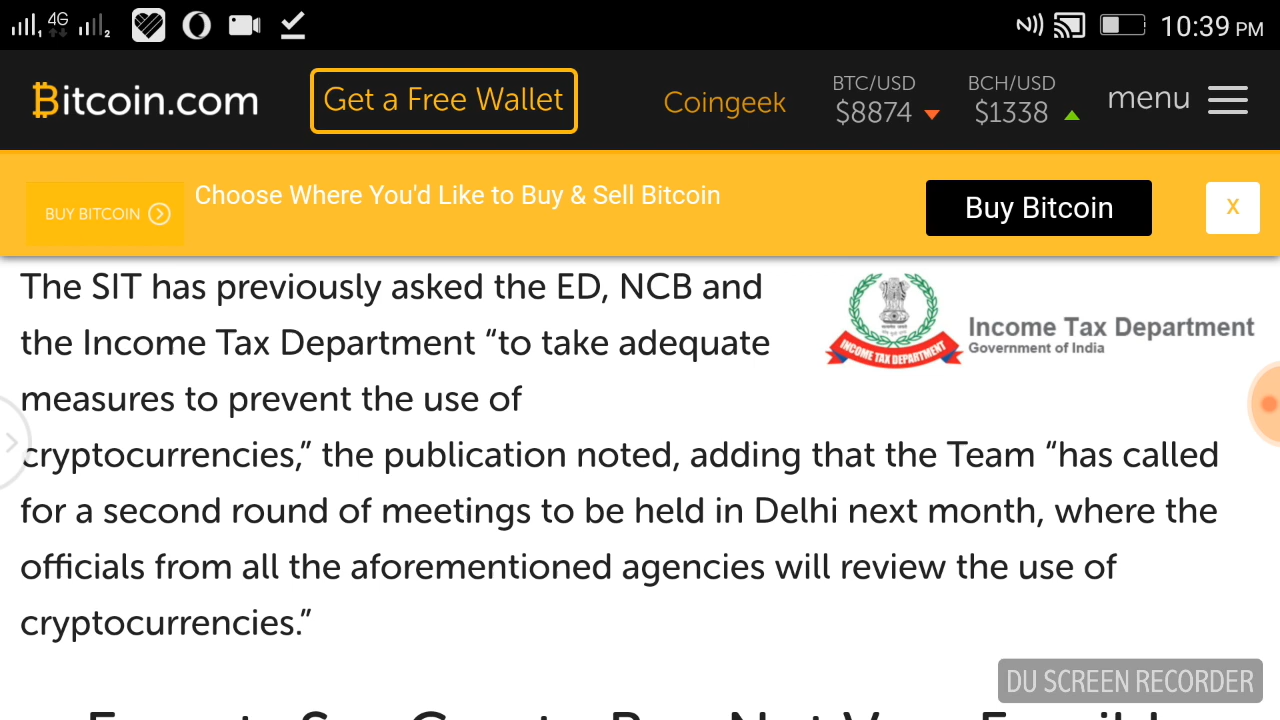 4G 1 2 10:39 PM
Bitcoin.com
Get a Free Wallet
Coingeek
BTC/USD
$8874
BCH/USD
$1338
menu
BUY BITCOIN
Choose Where You'd Like to Buy & Sell Bitcoin
Buy Bitcoin
X
The SIT has previously asked the ED, NCB and
the Income Tax Department “to take adequate
measures to prevent the use of
INCOME TAX DEPARTMENT
Income Tax Department
Government of India
cryptocurrencies,” the publication noted, adding that the Team “has called
for a second round of meetings to be held in Delhi next month, where the
officials from all the aforementioned agencies will review the use of
cryptocurrencies.”
DU SCREEN RECORDER